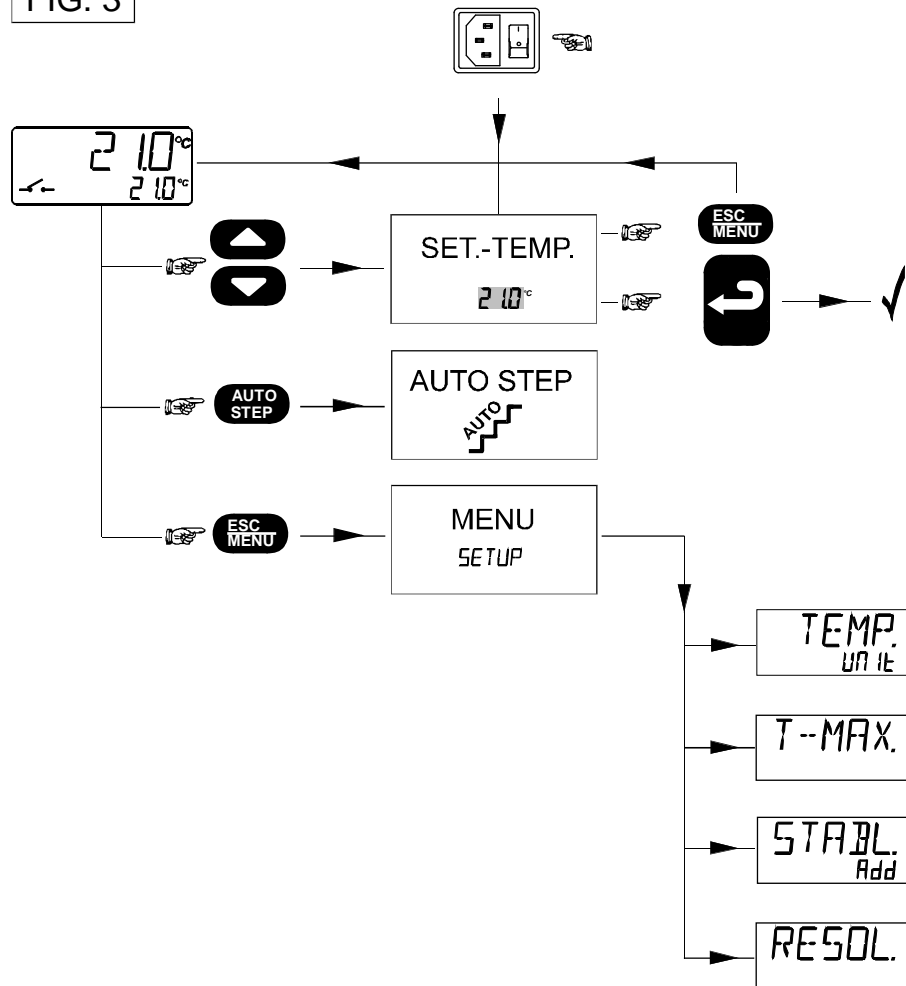 FIG. 3
21.0°C
21.0°C
SET.-TEMP.
21.0°C
ESC
MENU
AUTO
STEP
AUTO STEP
AUTO
ESC
MENU
MENU
SETUP
TEMP.
UnIt
T--MAX.
STABL.
Add
RESOL.